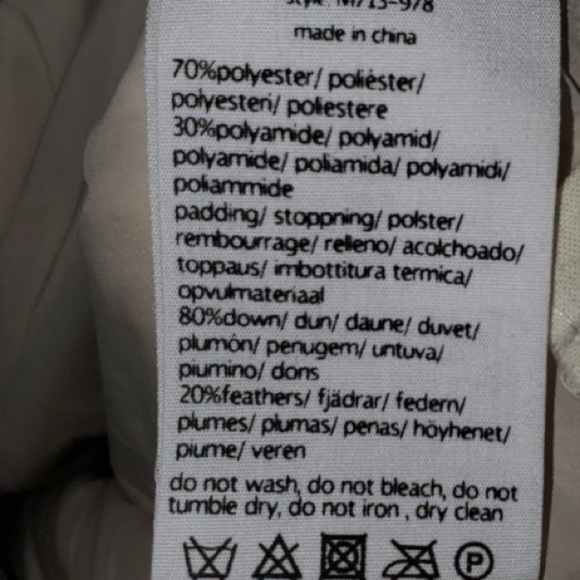 style: M715-978
made in china
70%polyester/ poliéster/
polyesteri/ poliestere
30%polyamide/ polyamid/
polyamide/ poliamida/ polyamidi/
poliammide
padding/ stoppning/ polster/
rembourrage/ relleno/ acolchoado/
toppaus/ imbottitura termica/
opvulmateriaal
80%down/ dun/ daune/ duvet/
plumón/ penugem/ untuva/
piumino/ dons
20%feathers/ fjädrar/ federn/
plumes/ plumas/ penas/ höyhenet/
piume/ veren
do not wash, do not bleach, do not
tumble dry, do not iron , dry clean
P